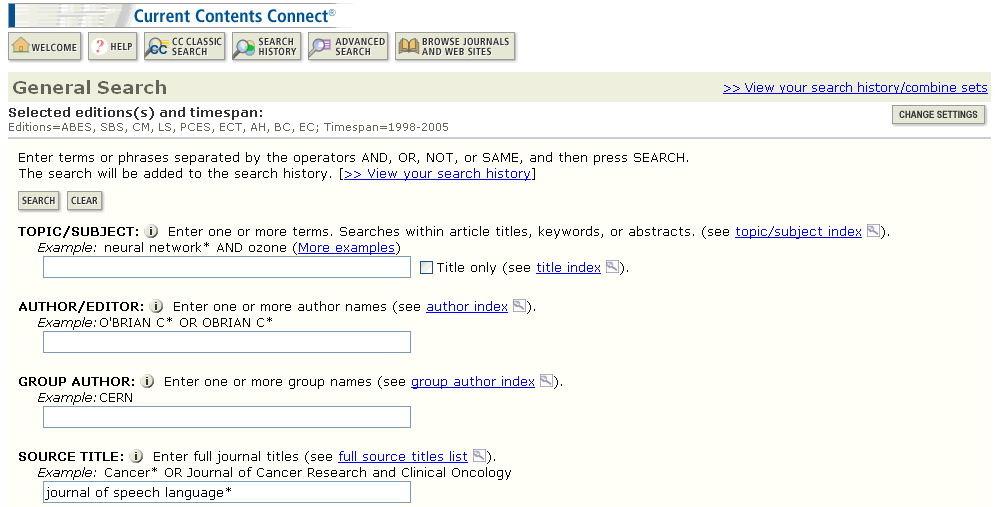 Current Contents Connect®
WELCOME
? HELP
CC CC CLASSIC SEARCH
SEARCH HISTORY
ADVANCED SEARCH
BROWSE JOURNALS AND WEB SITES
General Search
>> View your search history/combine sets
Selected editions(s) and timespan:
Editions=ABES, SBS, CM, LS, PCES, ECT, AH, BC, EC; Timespan=1998-2005
CHANGE SETTINGS
Enter terms or phrases separated by the operators AND, OR, NOT, or SAME, and then press SEARCH.
The search will be added to the search history. [>> View your search history]
SEARCH CLEAR
TOPIC/SUBJECT: i Enter one or more terms. Searches within article titles, keywords, or abstracts. (see topic/subject index ).
Example: neural network* AND ozone (More examples)
Title only (see title index ).
AUTHOR/EDITOR: i Enter one or more author names (see author index ).
Example: O'BRIAN C* OR OBRIAN C*
GROUP AUTHOR: i Enter one or more group names (see group author index ).
Example: CERN
SOURCE TITLE: i Enter full journal titles (see full source titles list ).
Example: Cancer* OR Journal of Cancer Research and Clinical Oncology
journal of speech language*